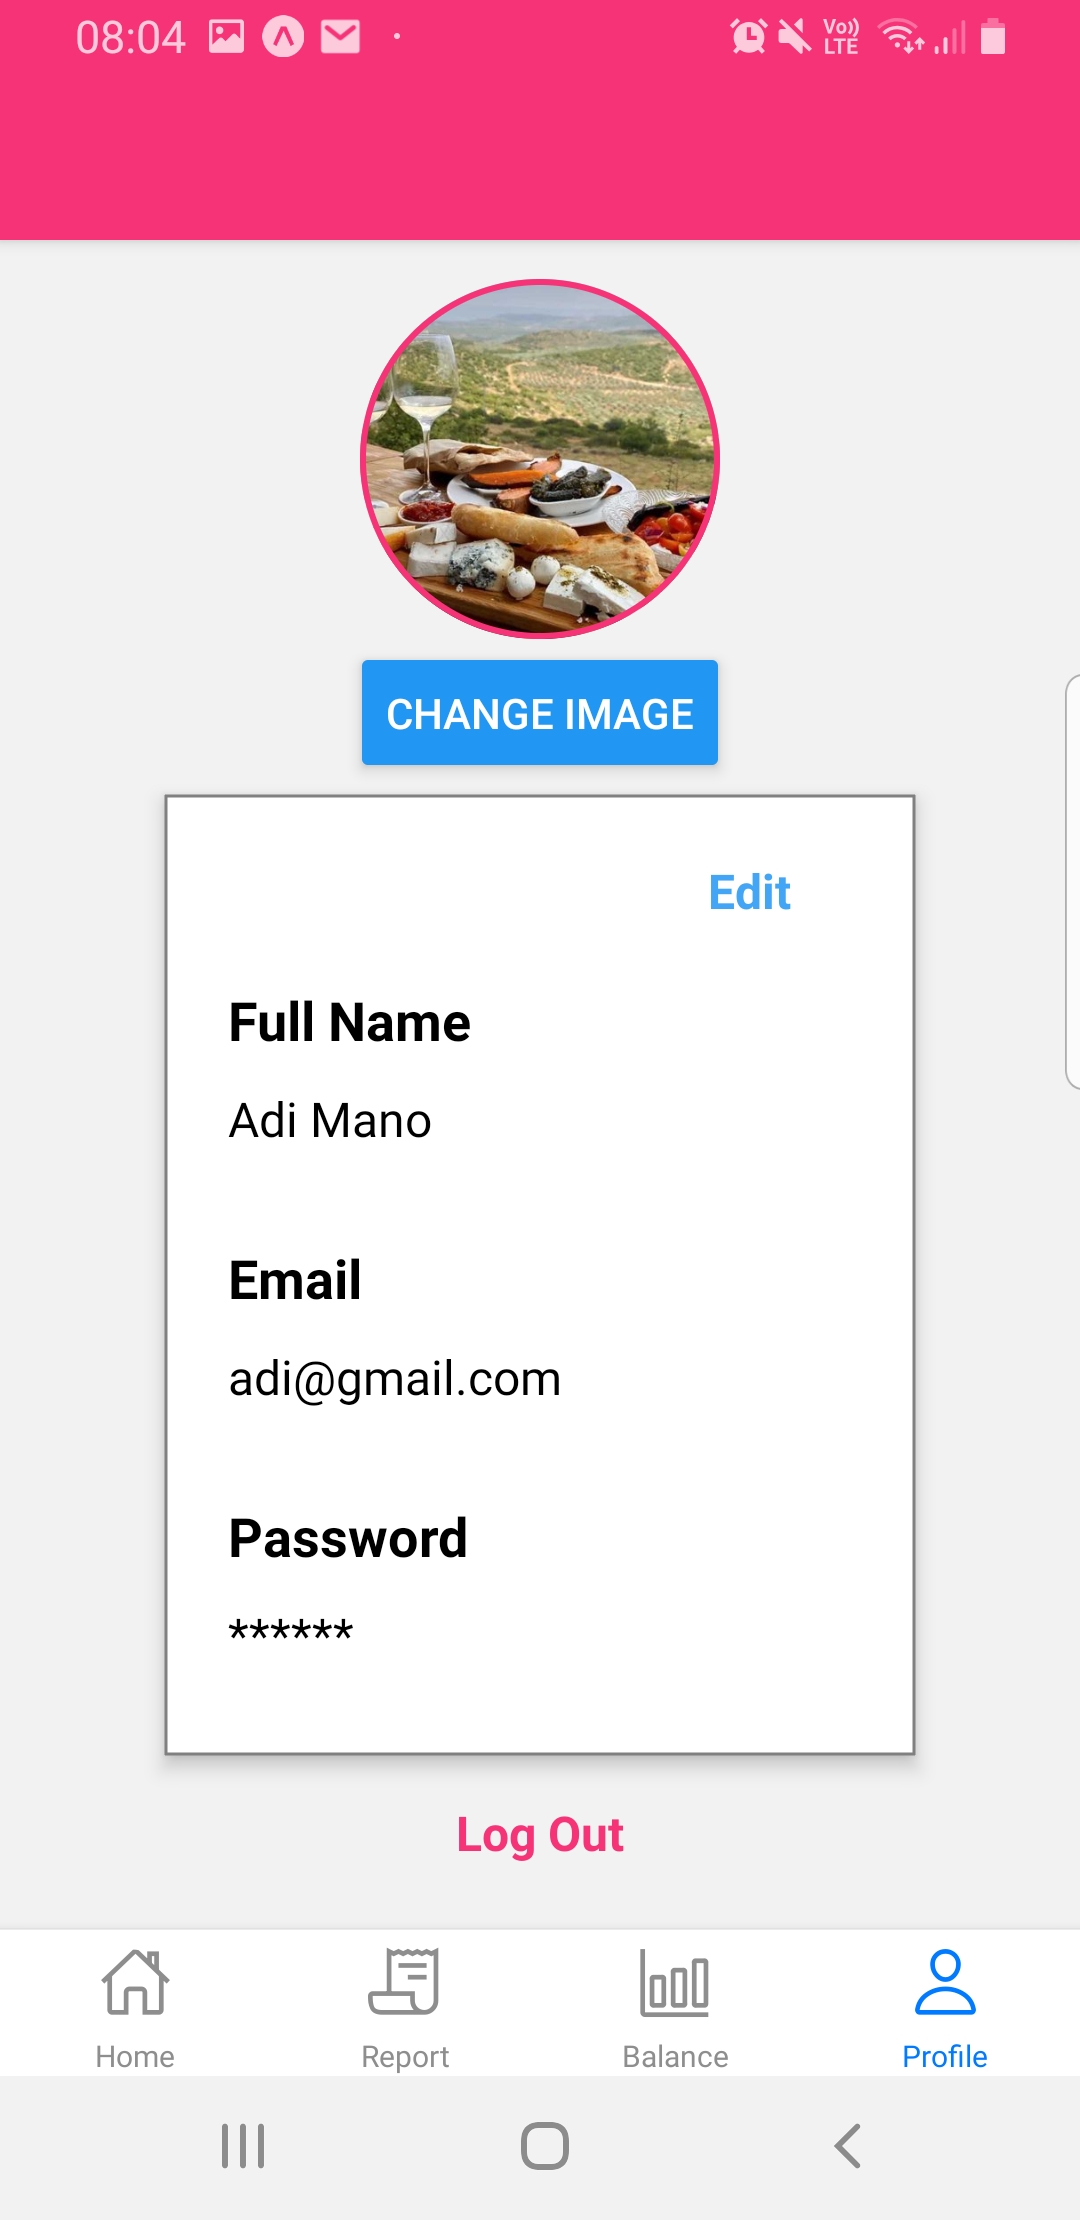 08:04
Vo)) LTE
CHANGE IMAGE
Edit
Full Name
Adi Mano
Email
adi@gmail.com
Password
******
Log Out
Home Report Balance Profile